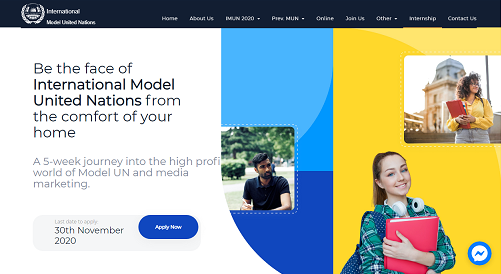 International
Model United Nations
Home About Us IMUN 2020 Prev. MUN Online Join Us Other Internship Contact Us
Be the face of
International Model
United Nations from
the comfort of your
home
A 5-week journey into the high profi
world of Model UN and media
marketing.
Last date to apply:
30th November
2020
Apply Now